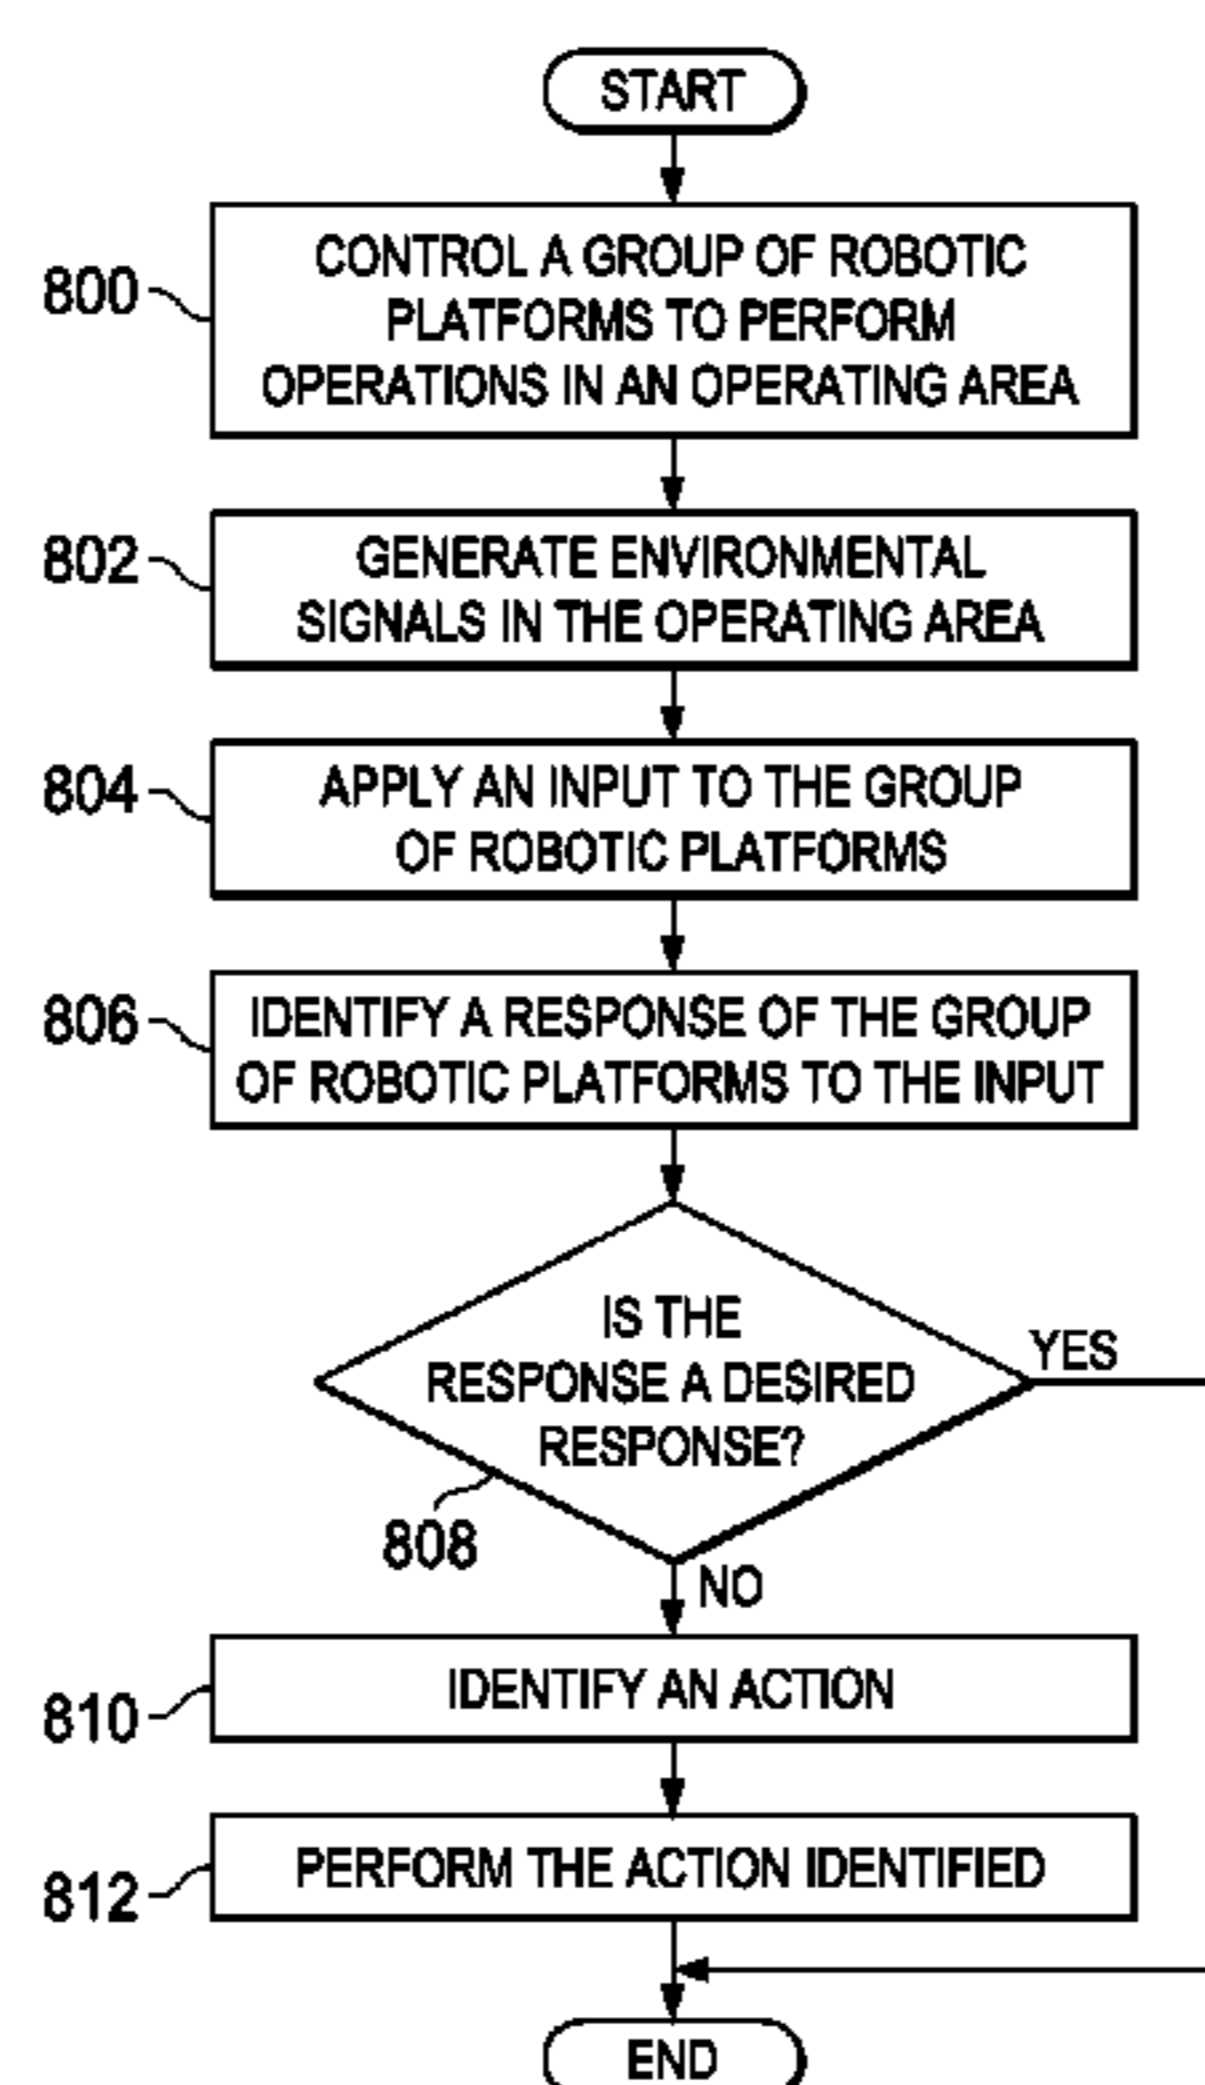 START
800
CONTROL A GROUP OF ROBOTIC
PLATFORMS TO PERFORM
OPERATIONS IN AN OPERATING AREA
802
GENERATE ENVIRONMENTAL
SIGNALS IN THE OPERATING AREA
804
APPLY AN INPUT TO THE GROUP
OF ROBOTIC PLATFORMS
806
IDENTIFY A RESPONSE OF THE GROUP
OF ROBOTIC PLATFORMS TO THE INPUT
IS THE
RESPONSE A DESIRED
RESPONSE?
YES
808
NO
810
IDENTIFY AN ACTION
812
PERFORM THE ACTION IDENTIFIED
END